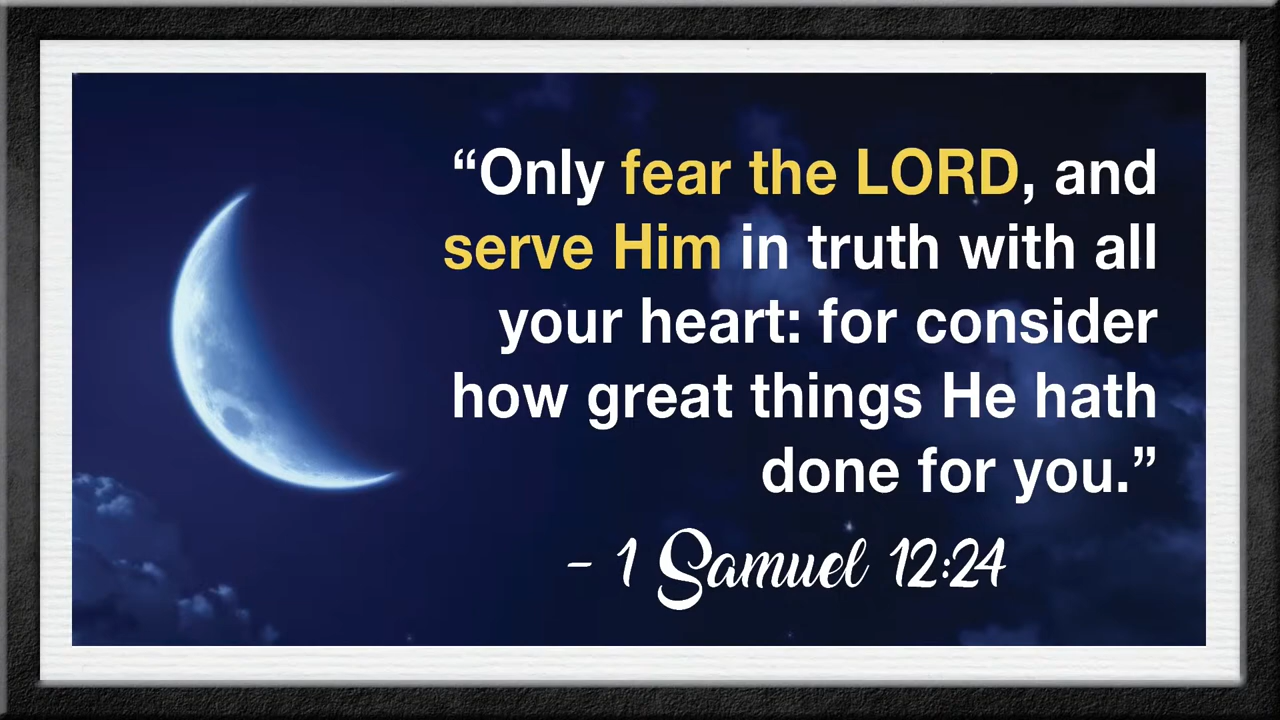 “Only fear the LORD, and
serve Him in truth with all
your heart: for consider
how great things He hath
done for you.”
- 1 Samuel 12:24